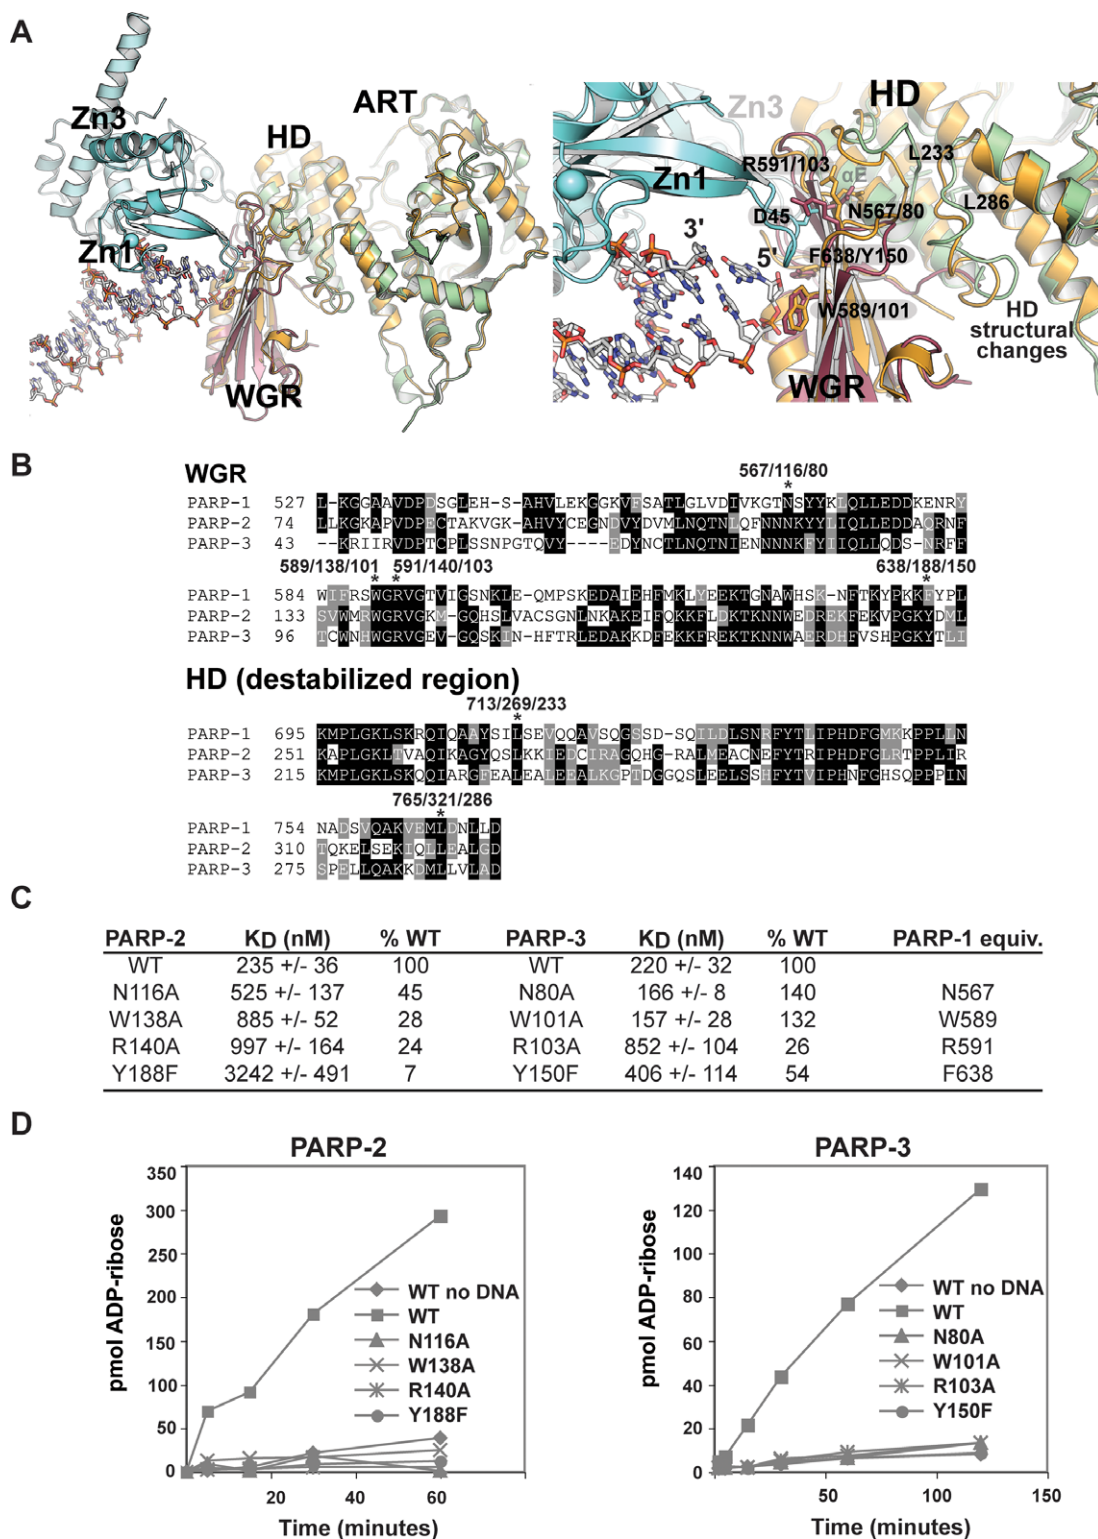 A
Zn3
Zn1
HD
ART
WGR
Zn3
HD
R591/103
Zn1
αE
L233
D45
N567/80
L286
3'
5'
F638/Y150
W589/101
HD
structural
changes
WGR
B
WGR
567/116/80
*
PARP-1 527 L-KGGAAVDPDSGLEH-S-AHVLEKGGKVFSATLGLVDIVKGTNSYYKLQLLEDDKENRY
PARP-2 74 LLKGKAPVDPECTAKVGK-AHVYCEGNDVYDVMLNQTNLQFNNNKYYLIQLLEDDAQRNF
PARP-3 43 --KRIIRVDPTCPLSSNPGTQVY----EDYNCTLNQTNIENNNNKFYIIQLLQDS-NRFF
589/138/101 * * 591/140/103 638/188/150 *
PARP-1 584 WIFRSWGRVGTVIGSNKLE-QMPSKEDAIEHFMKLYEEKTGNAWHSK-NFTKYPKKFYPL
PARP-2 133 SVWMRWGRVGKM-GQHSLVACSGNLNKAKEIFQKKFLDKTKNNWEDREKFEKVPGKYDML
PARP-3 96 TCWNHWGRVGEV-GQSKIN-HFTRLEDAKKDFEKKFREKTKNNWAERDHFVSHPGKYTLI
HD (destabilized region)
713/269/233
*
PARP-1 695 KMPLGKLSKRQIQAAYSILSEVQQAVSQGSSD-SQILDLSNRFYTLIPHDFGMKKPPLLN
PARP-2 251 KAPLGKLTVAQIKAGYQSLKKIEDCIRAGQHG-RALMEACNEFYTRIPHDFGLRTPPLIR
PARP-3 215 KMPLGKLSKQQIARGFEALEALEEALKGPTDGGQSLEELSSHFYTVIPHNFGHSQPPPIN
765/321/286
*
PARP-1 754 NADSVQAKVEMLDNLLD
PARP-2 310 TQKELSEKIQLLEALGD
PARP-3 275 SPELLQAKKDMLLVLAD
C
PARP-2 KD (nM) % WT PARP-3 KD (nM) % WT PARP-1 equiv.
WT 235 +/- 36 100 WT 220 +/- 32 100
N116A 525 +/- 137 45 N80A 166 +/- 8 140 N567
W138A 885 +/- 52 28 W101A 157 +/- 28 132 W589
R140A 997 +/- 164 24 R103A 852 +/- 104 26 R591
Y188F 3242 +/- 491 7 Y150F 406 +/- 114 54 F638
D
PARP-2
pmol ADP-ribose
350
300
250
200
150
100
50
0
20 40 60
Time (minutes)
WT no DNA
WT
N116A
W138A
R140A
Y188F
PARP-3
pmol ADP-ribose
140
120
100
80
60
40
20
0
50 100 150
Time (minutes)
WT no DNA
WT
N80A
W101A
R103A
Y150F